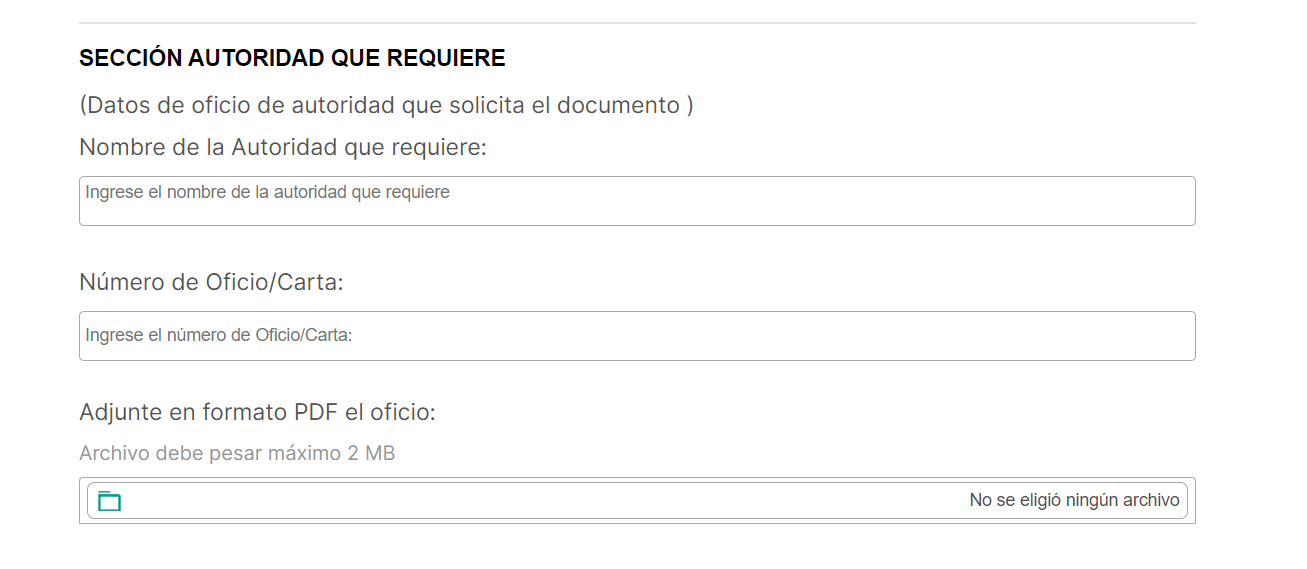 SECCIÓN AUTORIDAD QUE REQUIERE
(Datos de oficio de autoridad que solicita el documento )
Nombre de la Autoridad que requiere:
Ingrese el nombre de la autoridad que requiere
Número de Oficio/Carta:
Ingrese el número de Oficio/Carta:
Adjunte en formato PDF el oficio:
Archivo debe pesar máximo 2 MB
No se eligió ningún archivo